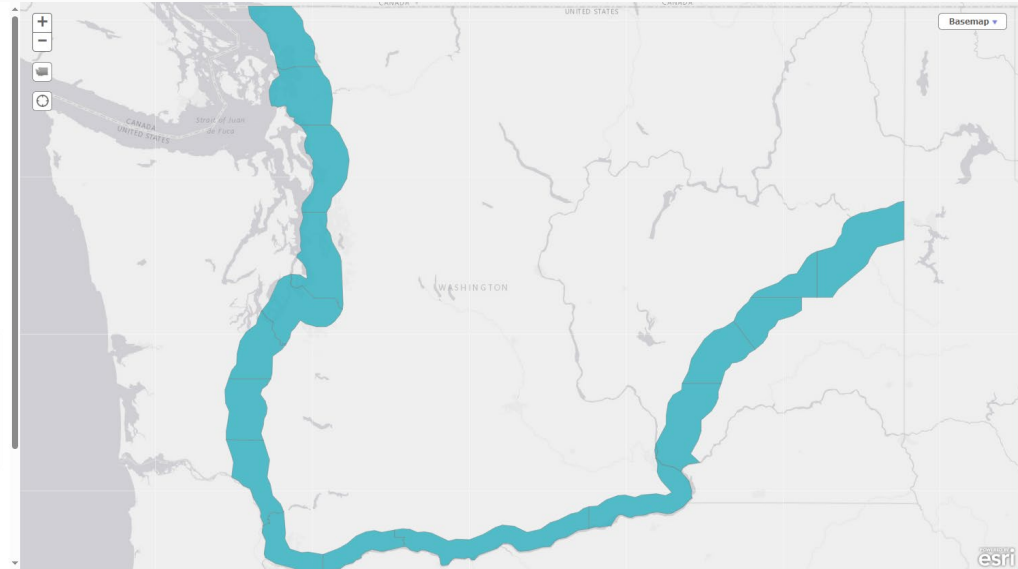 CANADA
UNITED STATES
CANADA
+
Basemap ▾
−
CANADA
UNITED STATES
Strait of Juan
de Fuca
WASHINGTON
esri